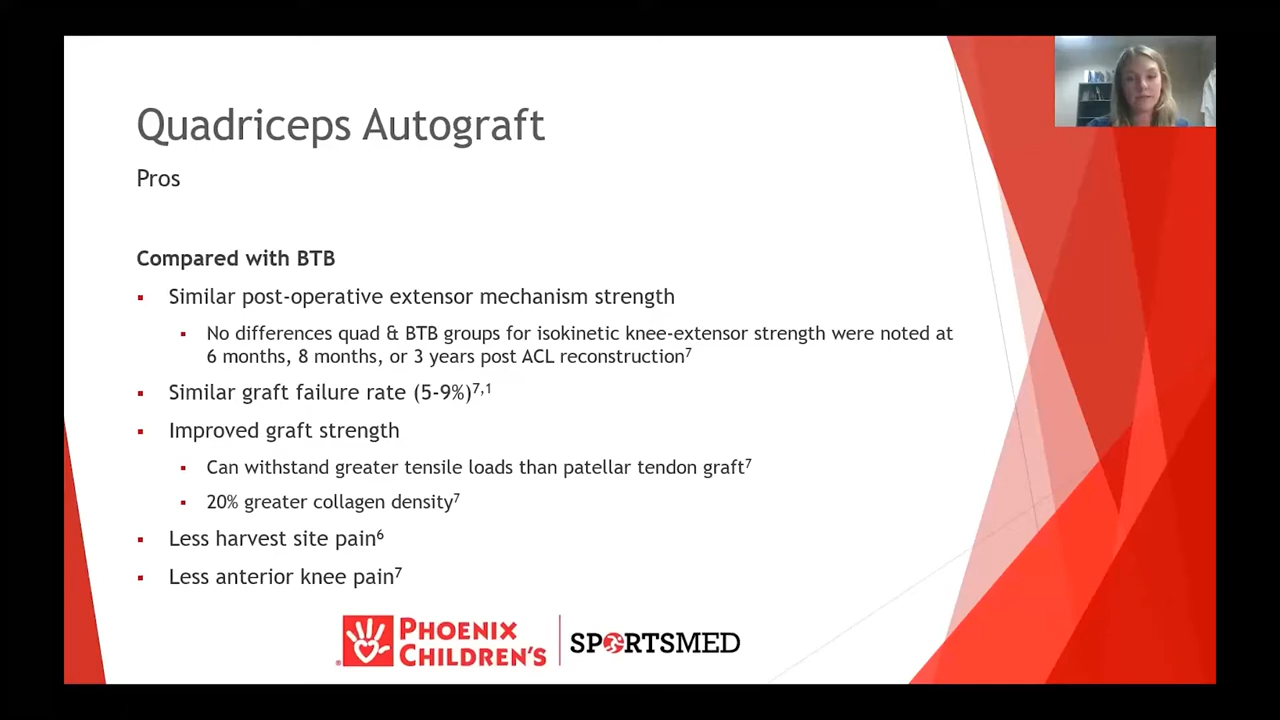 Quadriceps Autograft
Pros
Compared with BTB
▪ Similar post-operative extensor mechanism strength
▪ No differences quad & BTB groups for isokinetic knee-extensor strength were noted at
6 months, 8 months, or 3 years post ACL reconstruction⁷
▪ Similar graft failure rate (5-9%)⁷,¹
▪ Improved graft strength
▪ Can withstand greater tensile loads than patellar tendon graft⁷
▪ 20% greater collagen density⁷
▪ Less harvest site pain⁶
▪ Less anterior knee pain⁷
PHOENIX
CHILDREN'S
SPORTSMED